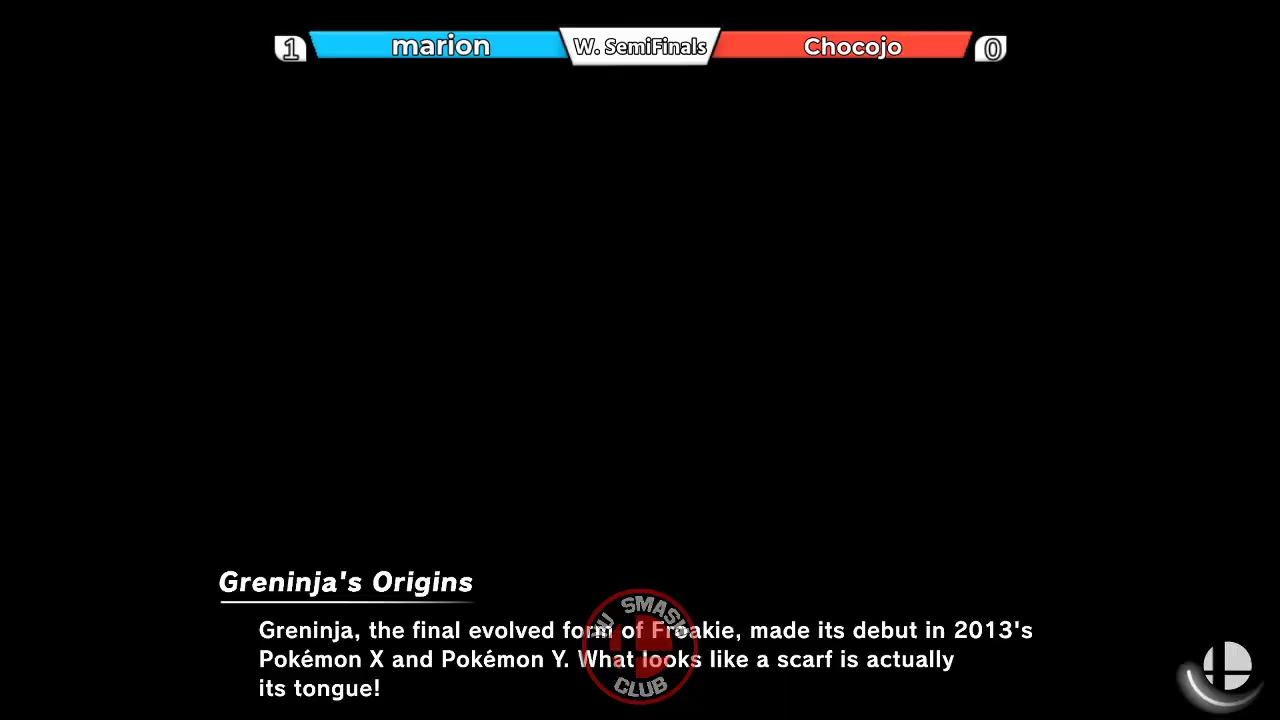 1 marion W. SemiFinals Chocojo 0
Greninja's Origins
Greninja, the final evolved form of Froakie, made its debut in 2013's
Pokémon X and Pokémon Y. What looks like a scarf is actually
its tongue!
SMASH
CLUB